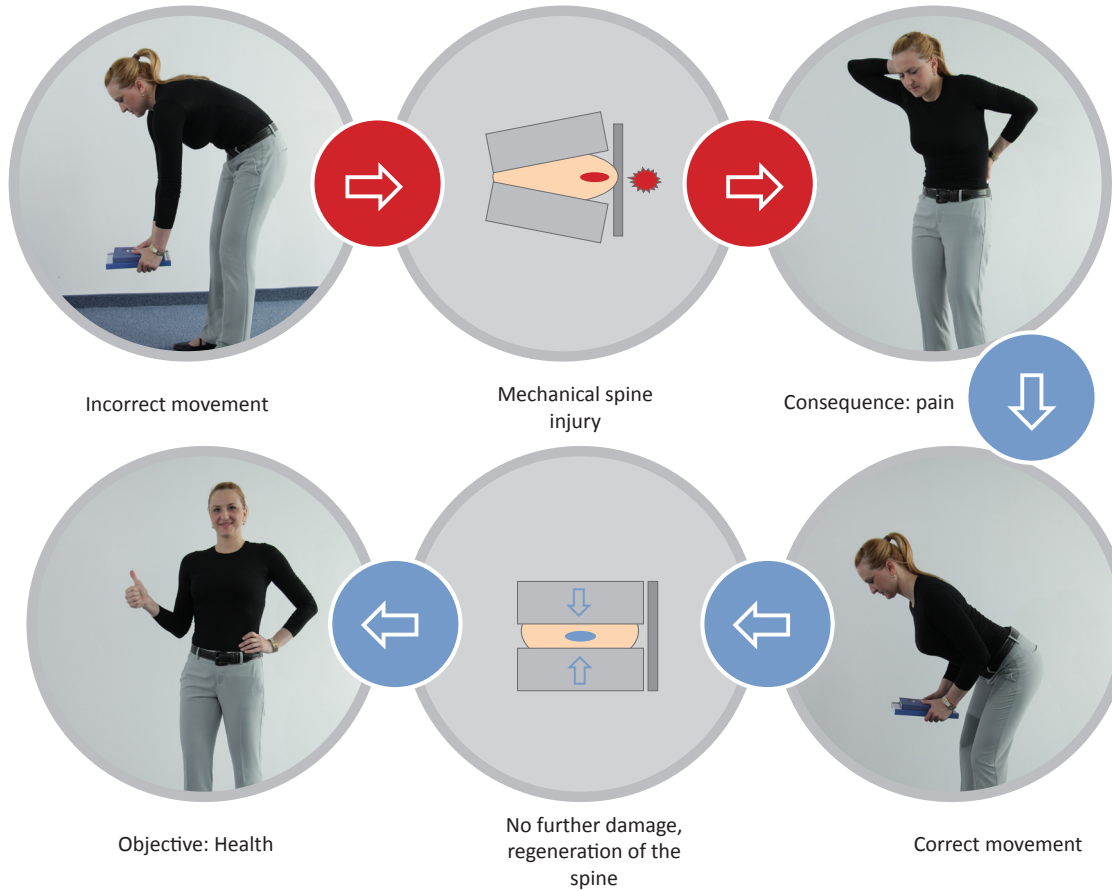 Incorrect movement
Mechanical spine
injury
Consequence: pain
Objective: Health
No further damage,
regeneration of the
spine
Correct movement